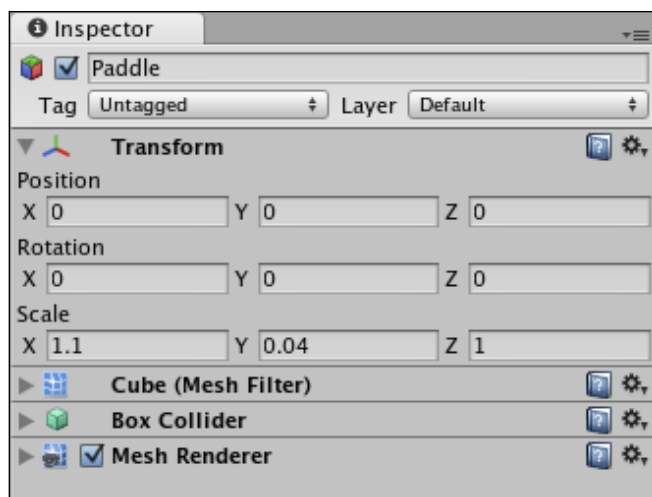 Inspector
Paddle
Tag Untagged Layer Default
Transform
Position
X 0 Y 0 Z 0
Rotation
X 0 Y 0 Z 0
Scale
X 1.1 Y 0.04 Z 1
Cube (Mesh Filter)
Box Collider
Mesh Renderer